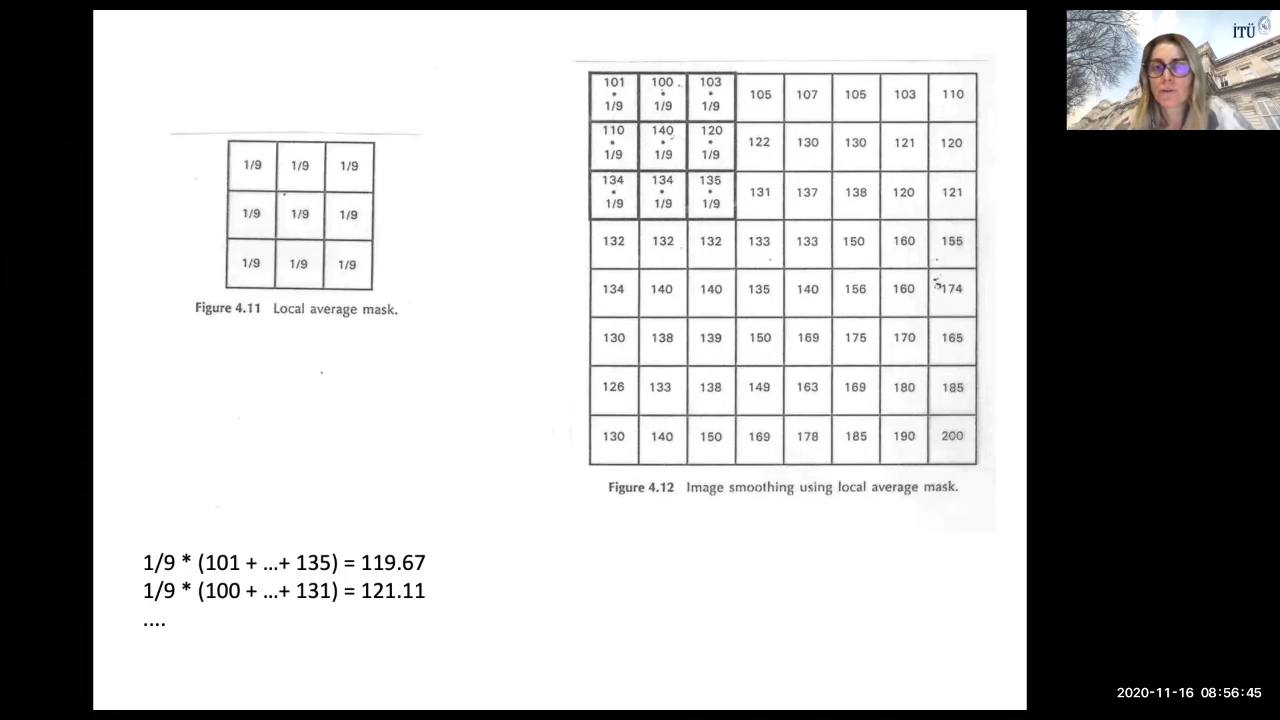 1/9 1/9 1/9
1/9 1/9 1/9
1/9 1/9 1/9
Figure 4.11 Local average mask.
101 100 103
* * *
1/9 1/9 1/9 105 107 105 103 110
110 140 120
* * *
1/9 1/9 1/9 122 130 130 121 120
134 134 135
* * *
1/9 1/9 1/9 131 137 138 120 121
132 132 132 133 133 150 160 155
134 140 140 135 140 156 160 174
130 138 139 150 169 175 170 165
126 133 138 149 163 169 180 185
130 140 150 169 178 185 190 200
Figure 4.12 Image smoothing using local average mask.
1/9 * (101 + ...+ 135) = 119.67
1/9 * (100 + ...+ 131) = 121.11
....
İTÜ
2020-11-16 08:56:45